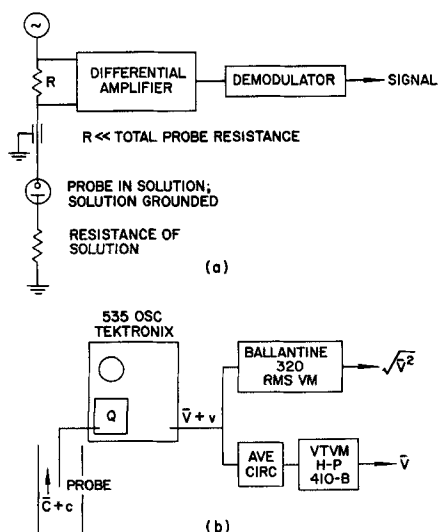 R
DIFFERENTIAL
AMPLIFIER
DEMODULATOR
SIGNAL
R << TOTAL PROBE RESISTANCE
PROBE IN SOLUTION;
SOLUTION GROUNDED
RESISTANCE OF
SOLUTION
(a)
535 OSC
TEKTRONIX
Q
V̄ + v
BALLANTINE
320
RMS VM
√V̄²
AVE
CIRC
VTVM
H-P
410-B
V̄
PROBE
C̄ + c
(b)